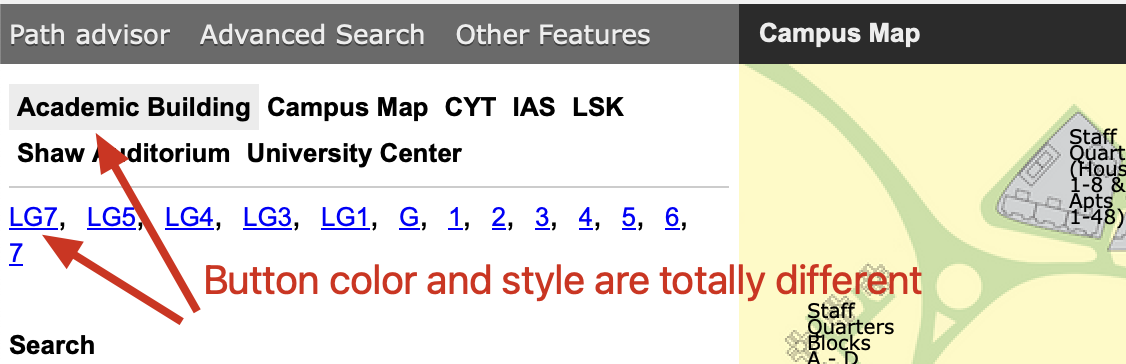 Path advisor Advanced Search Other Features
Campus Map
Academic Building Campus Map CYT IAS LSK
Shaw Auditorium University Center
LG7, LG5, LG4, LG3, LG1, G, 1, 2, 3, 4, 5, 6,
7
Button color and style are totally different
Search
Staff
Quart
(Hous
1-8 &
Apts
1-48)
Staff
Quarters
Blocks
A - D